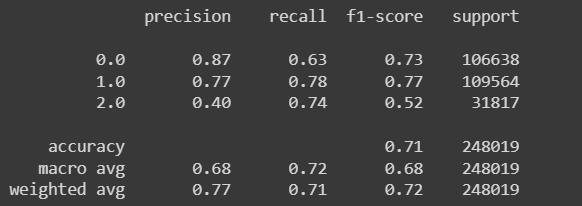 precision recall f1-score support
0.0 0.87 0.63 0.73 106638
1.0 0.77 0.78 0.77 109564
2.0 0.40 0.74 0.52 31817
accuracy 0.71 248019
macro avg 0.68 0.72 0.68 248019
weighted avg 0.77 0.71 0.72 248019